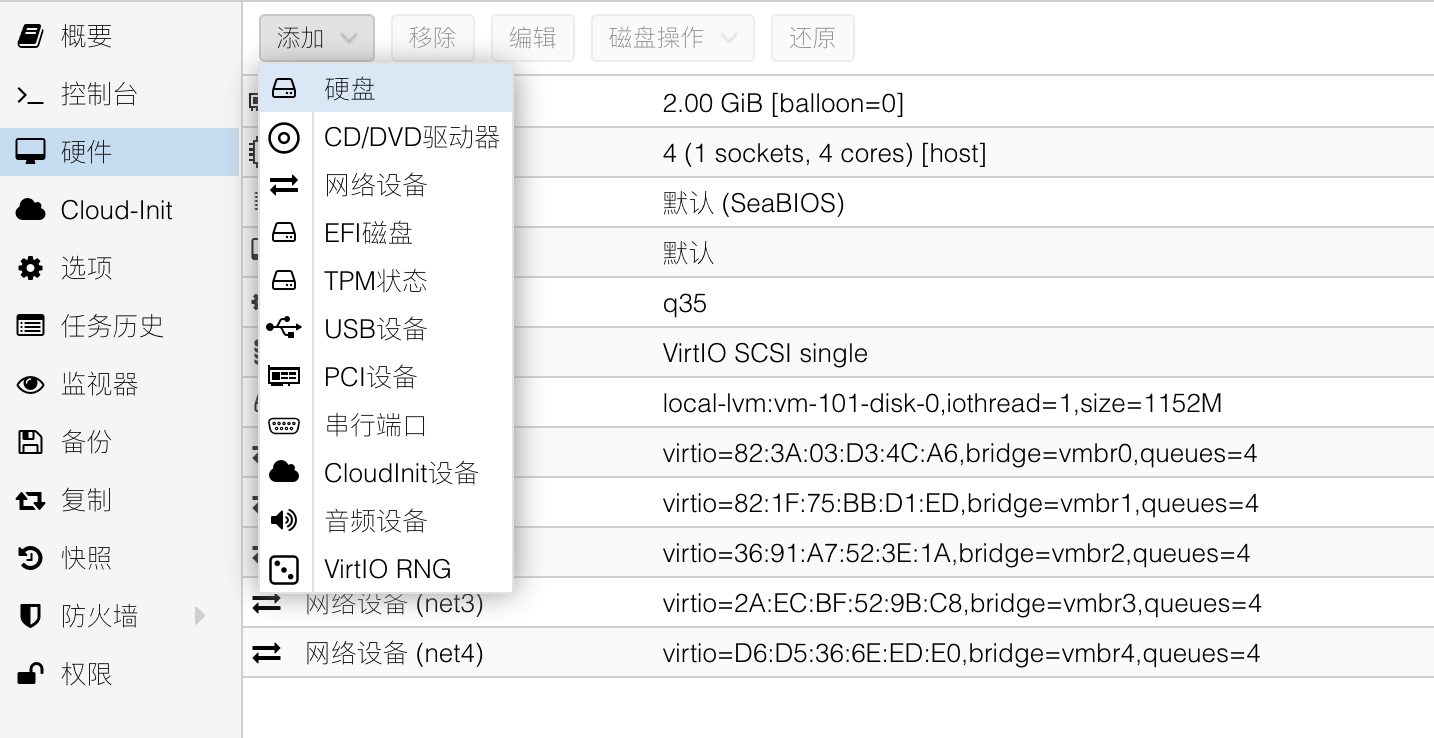 概要
控制台
硬件
Cloud-Init
选项
任务历史
监视器
备份
复制
快照
防火墙
权限
添加 移除 编辑 磁盘操作 还原
硬盘
CD/DVD驱动器
网络设备
EFI磁盘
TPM状态
USB设备
PCI设备
串行端口
CloudInit设备
音频设备
VirtIO RNG
2.00 GiB [balloon=0]
4 (1 sockets, 4 cores) [host]
默认 (SeaBIOS)
默认
q35
VirtIO SCSI single
local-lvm:vm-101-disk-0,iothread=1,size=1152M
virtio=82:3A:03:D3:4C:A6,bridge=vmbr0,queues=4
virtio=82:1F:75:BB:D1:ED,bridge=vmbr1,queues=4
virtio=36:91:A7:52:3E:1A,bridge=vmbr2,queues=4
网络设备 (net3) virtio=2A:EC:BF:52:9B:C8,bridge=vmbr3,queues=4
网络设备 (net4) virtio=D6:D5:36:6E:ED:E0,bridge=vmbr4,queues=4